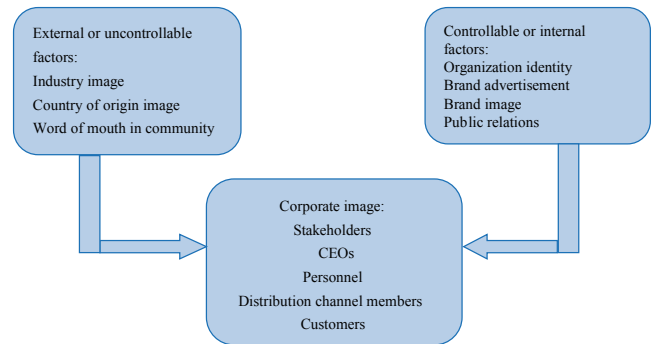 External or uncontrollable
factors:
Industry image
Country of origin image
Word of mouth in community
Controllable or internal
factors:
Organization identity
Brand advertisement
Brand image
Public relations
Corporate image:
Stakeholders
CEOs
Personnel
Distribution channel members
Customers